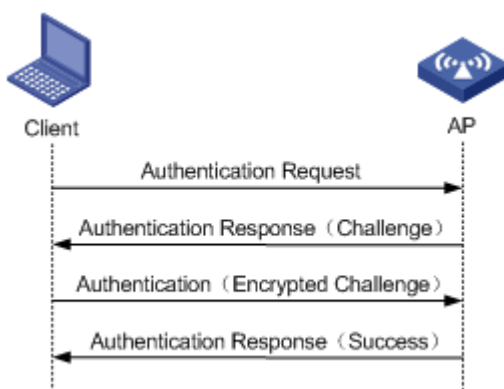 Client
AP
Authentication Request
Authentication Response（Challenge）
Authentication（Encrypted Challenge）
Authentication Response（Success）